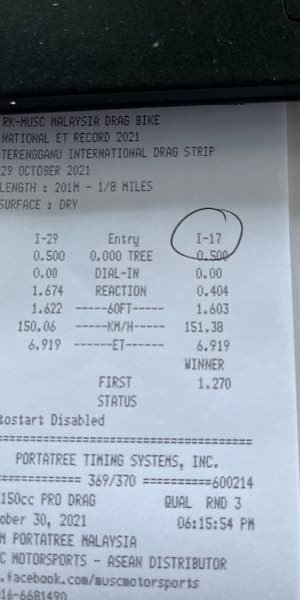 RK-MUSC MALAYSIA DRAG BIKE
NATIONAL ET RECORD 2021
TERENGGANU INTERNATIONAL DRAG STRIP
29 OCTOBER 2021
LENGTH : 201M - 1/8 MILES
SURFACE : DRY
I-29 Entry I-17
0.500 0.000 TREE 0.500
0.00 DIAL-IN 0.00
1.674 REACTION 0.404
1.622 -----60FT----- 1.603
150.06 -----KM/H----- 151.38
6.919 ------ET------ 6.919
WINNER
FIRST 1.270
STATUS
tostart Disabled
PORTATREE TIMING SYSTEMS, INC.
============ 369/370 ==========600214
150cc PRO DRAG QUAL RND 3
ober 30, 2021 06:15:54 PM
M PORTATREE MALAYSIA
C MOTORSPORTS - ASEAN DISTRIBUTOR
.facebook.com/muscmotorsports
16-6681490